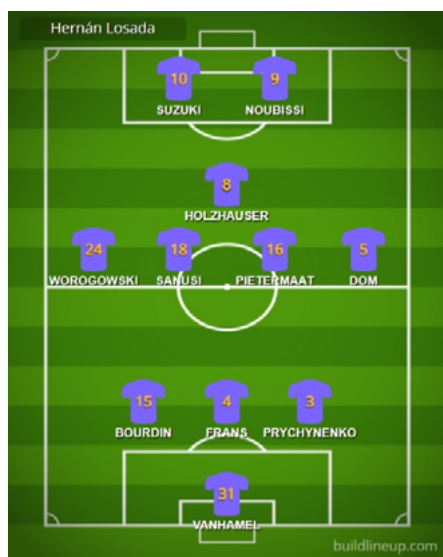 Hernán Losada
10 9
SUZUKI NOUBISSI
8
HOLZHAUSER
24 18 16 5
WOROGOWSKI SANUSI PIETERMAAT DOM
15 4 3
BOURDIN FRANS PRYCHYNENKO
31
VANHAMEL
buildlineup.com